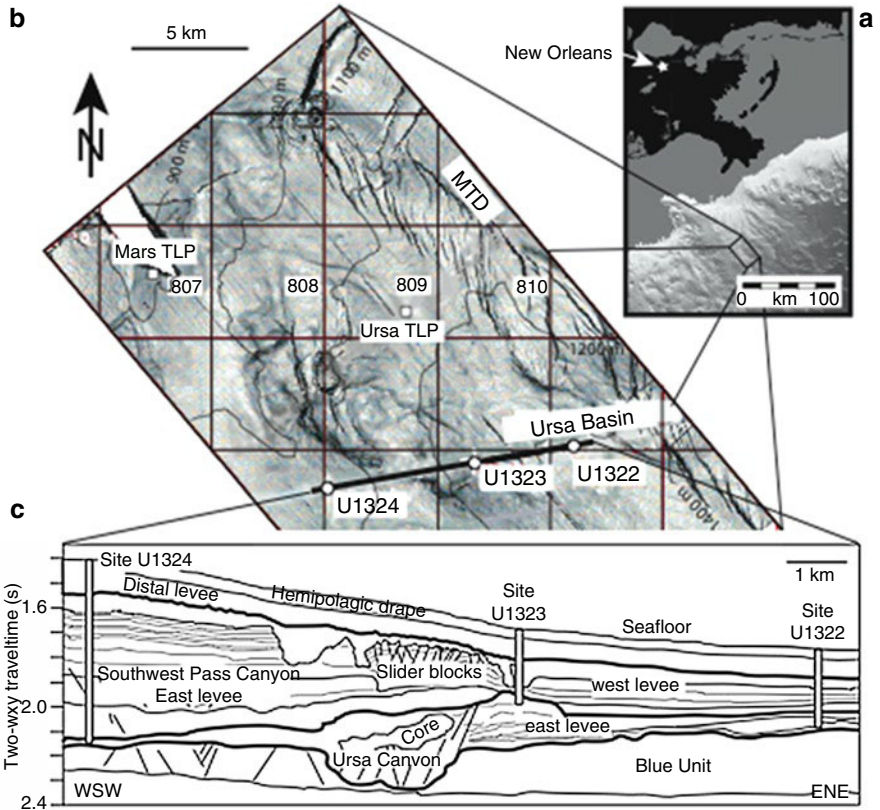 b
5 km
N
900 m
1100 m
MTD
Mars TLP
807
808
809
810
Ursa TLP
1200 m
Ursa Basin
U1324
U1323
U1322
1400 m
a
New Orleans
0 km 100
c
Site U1324
Distal levee
Hemipolagic drape
Site
U1323
Seafloor
Site
U1322
1 km
Two-wxy traveltime (s)
1.6
2.0
2.4
Southwest Pass Canyon
East levee
Slider blocks
west levee
Core
east levee
Ursa Canyon
Blue Unit
WSW
ENE